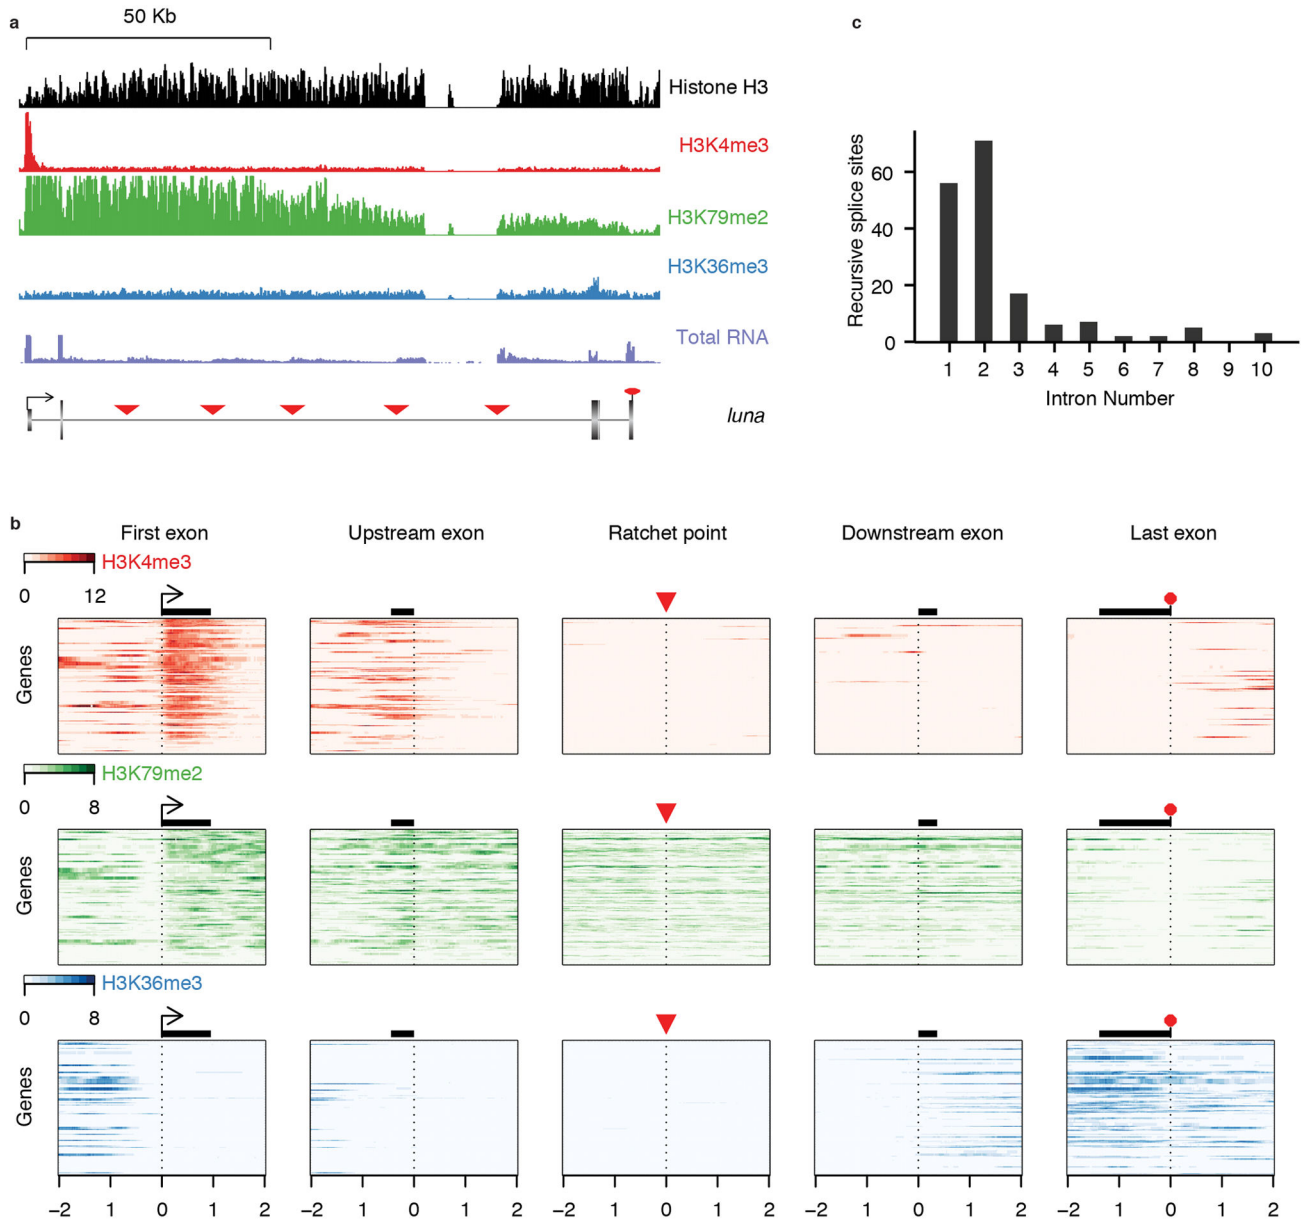 a
50 Kb
Histone H3
H3K4me3
H3K79me2
H3K36me3
Total RNA
luna
c
Recursive splice sites
60
40
20
0
1 2 3 4 5 6 7 8 9 10
Intron Number
b
First exon Upstream exon Ratchet point Downstream exon Last exon
H3K4me3
0 12
Genes
H3K79me2
0 8
Genes
H3K36me3
0 8
Genes
−2 −1 0 1 2 −2 −1 0 1 2 −2 −1 0 1 2 −2 −1 0 1 2 −2 −1 0 1 2